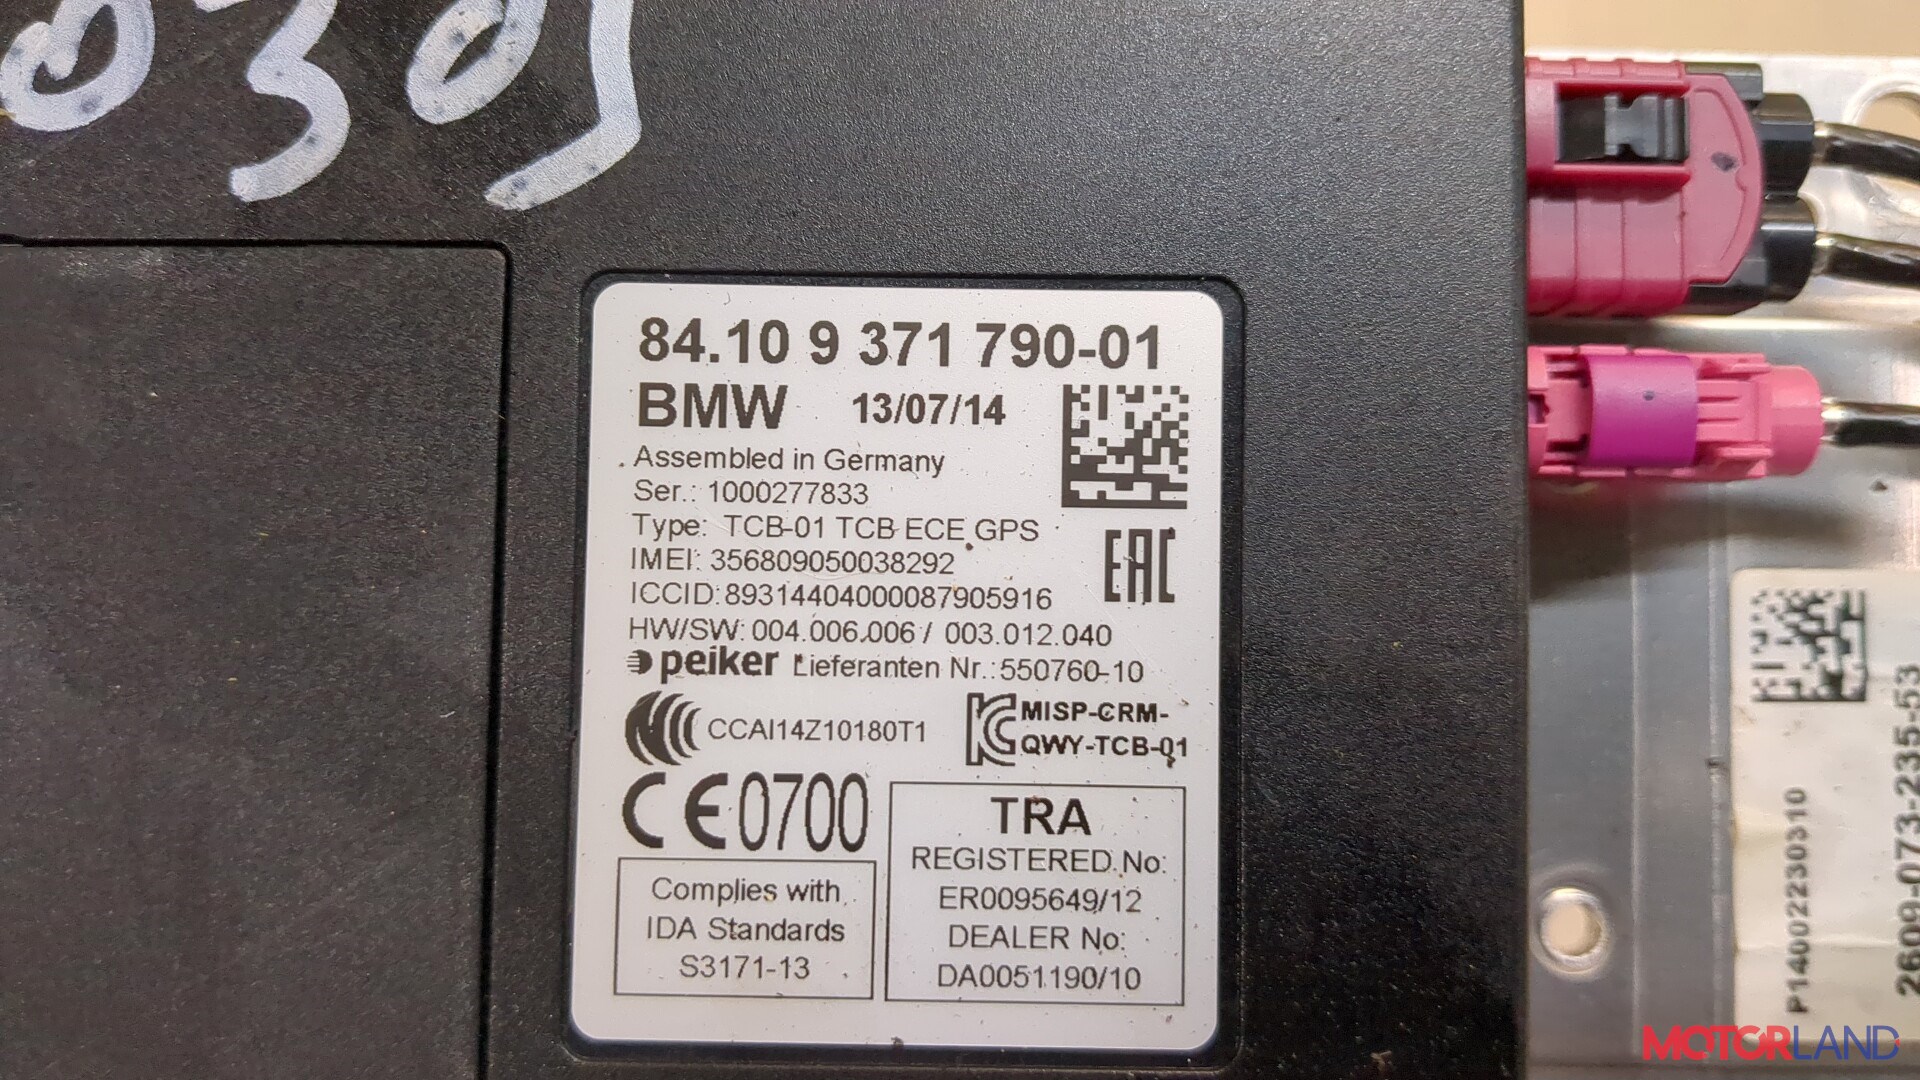 84.10 9 371 790-01
BMW 13/07/14
Assembled in Germany
Ser.: 1000277833
Type: TCB-01 TCB ECE GPS
IMEI: 356809050038292
ICCID:89314404000087905916
HW/SW: 004.006.006 / 003.012.040
peiker Lieferanten Nr.: 550760-10
CCAI14Z10180T1
MISP-CRM-
QWY-TCB-01
CE0700
EAC
Complies with
IDA Standards
S3171-13
TRA
REGISTERED No:
ER0095649/12
DEALER No:
DA0051190/10
P14002230310
26609-073-235-53
MOTORLAND